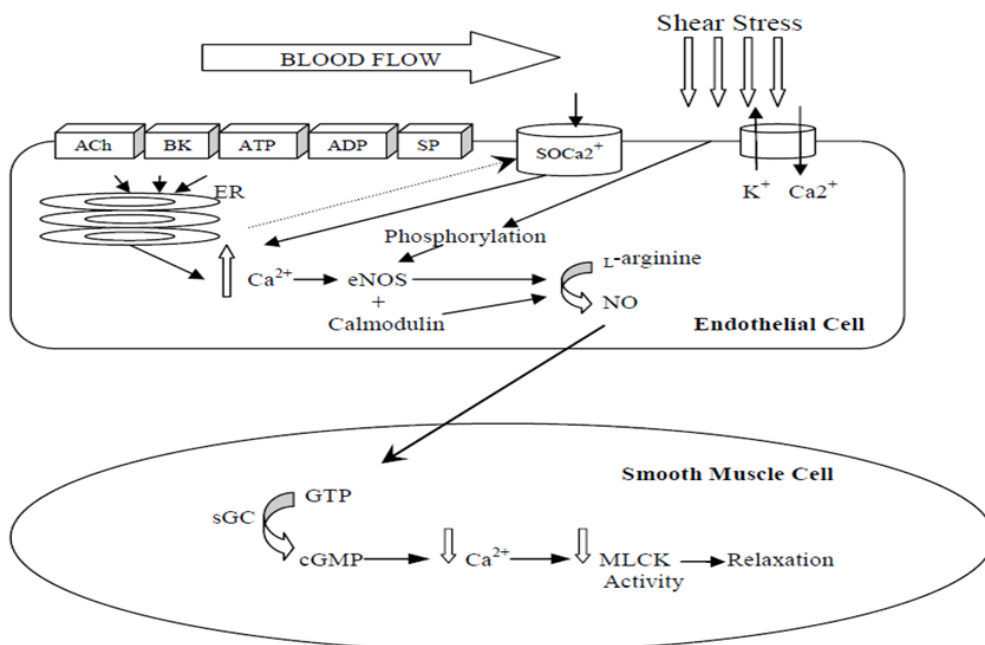 Shear Stress
BLOOD FLOW
ACh BK ATP ADP SP
SOCa2⁺
ER
K⁺ Ca2⁺
Phosphorylation
L-arginine
Ca²⁺ eNOS
+
NO
Calmodulin
Endothelial Cell
Smooth Muscle Cell
GTP
sGC
cGMP Ca²⁺ MLCK Relaxation
Activity